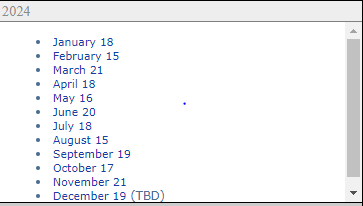 2024
January 18
February 15
March 21
April 18
May 16
June 20
July 18
August 15
September 19
October 17
November 21
December 19 (TBD)